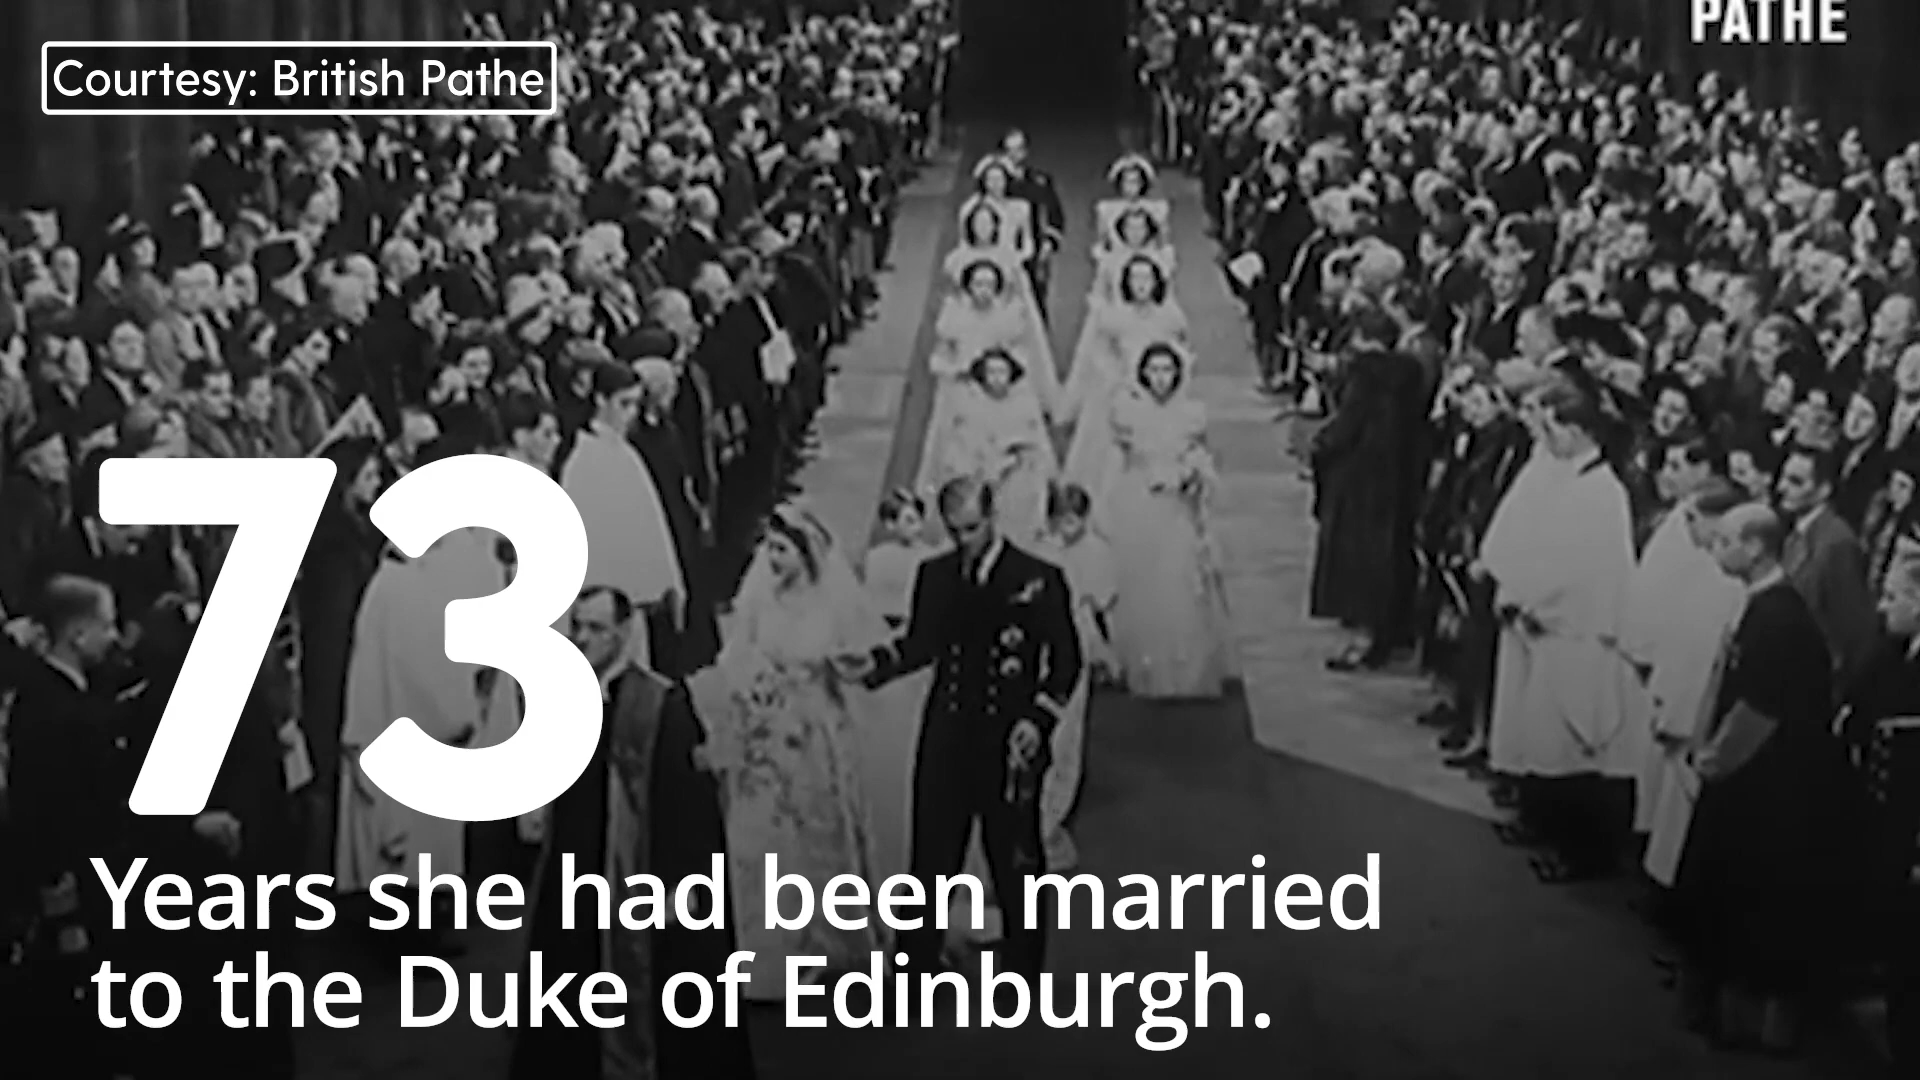 PATHE
Courtesy: British Pathe
73
Years she had been married
to the Duke of Edinburgh.